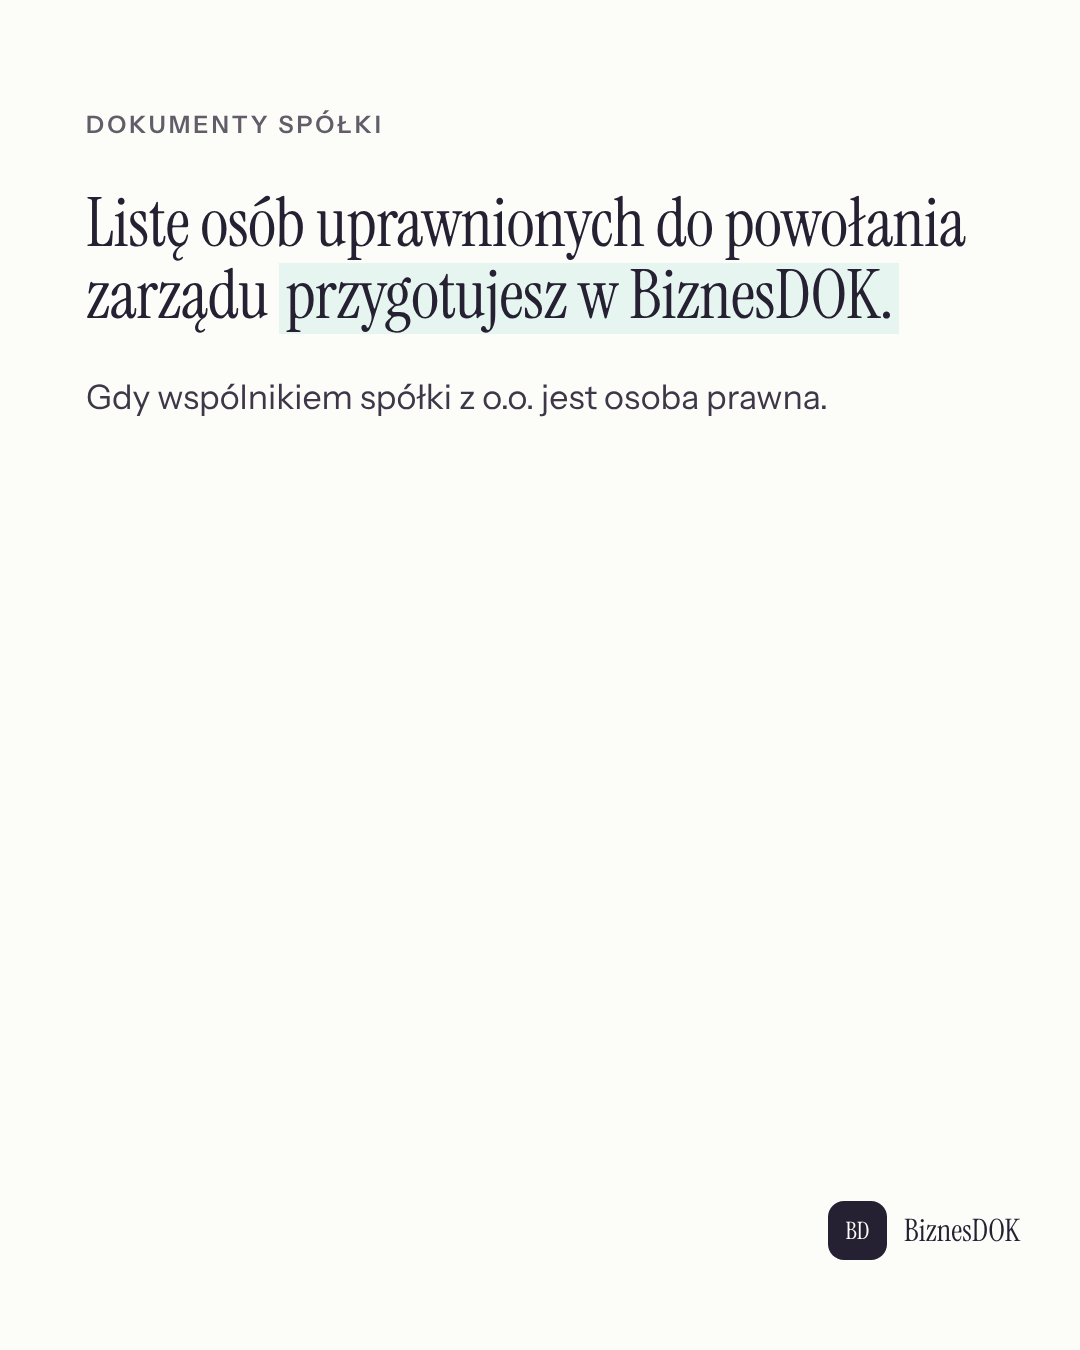 DOKUMENTY SPÓŁKI
Listę osób uprawnionych do powołania
zarządu przygotujesz w BiznesDOK.
Gdy wspólnikiem spółki z o.o. jest osoba prawna.
BD BiznesDOK